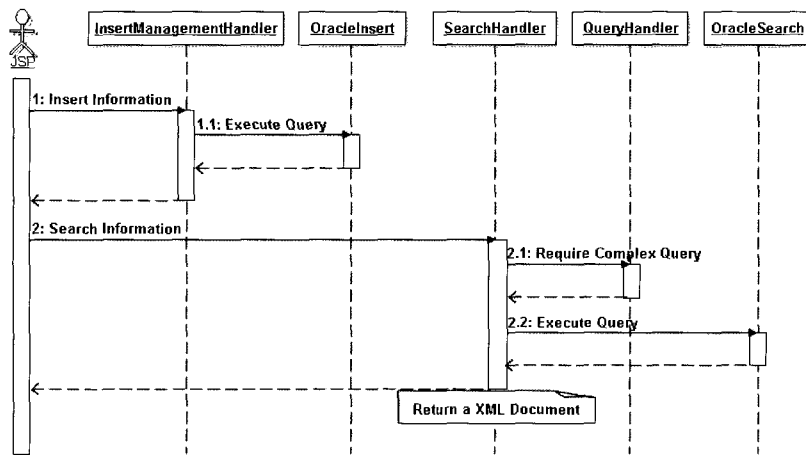 InsertManagementHandler OracleInsert SearchHandler QueryHandler OracleSearch
JSP
1: Insert Information
1.1: Execute Query
2: Search Information
2.1: Require Complex Query
2.2: Execute Query
Return a XML Document